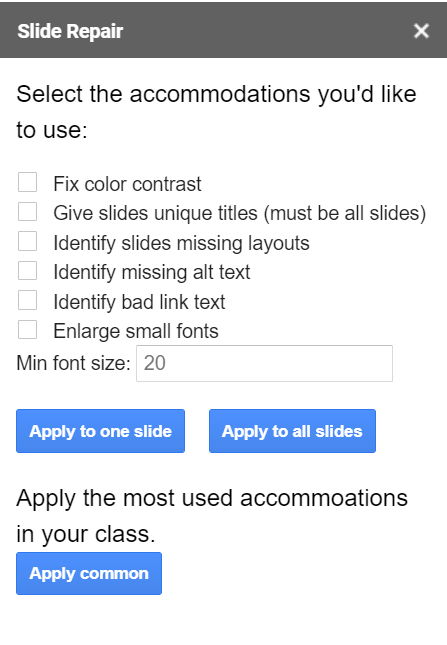 Slide Repair ×
Select the accommodations you'd like
to use:
Fix color contrast
Give slides unique titles (must be all slides)
Identify slides missing layouts
Identify missing alt text
Identify bad link text
Enlarge small fonts
Min font size: 20
Apply to one slide Apply to all slides
Apply the most used accommoations
in your class.
Apply common